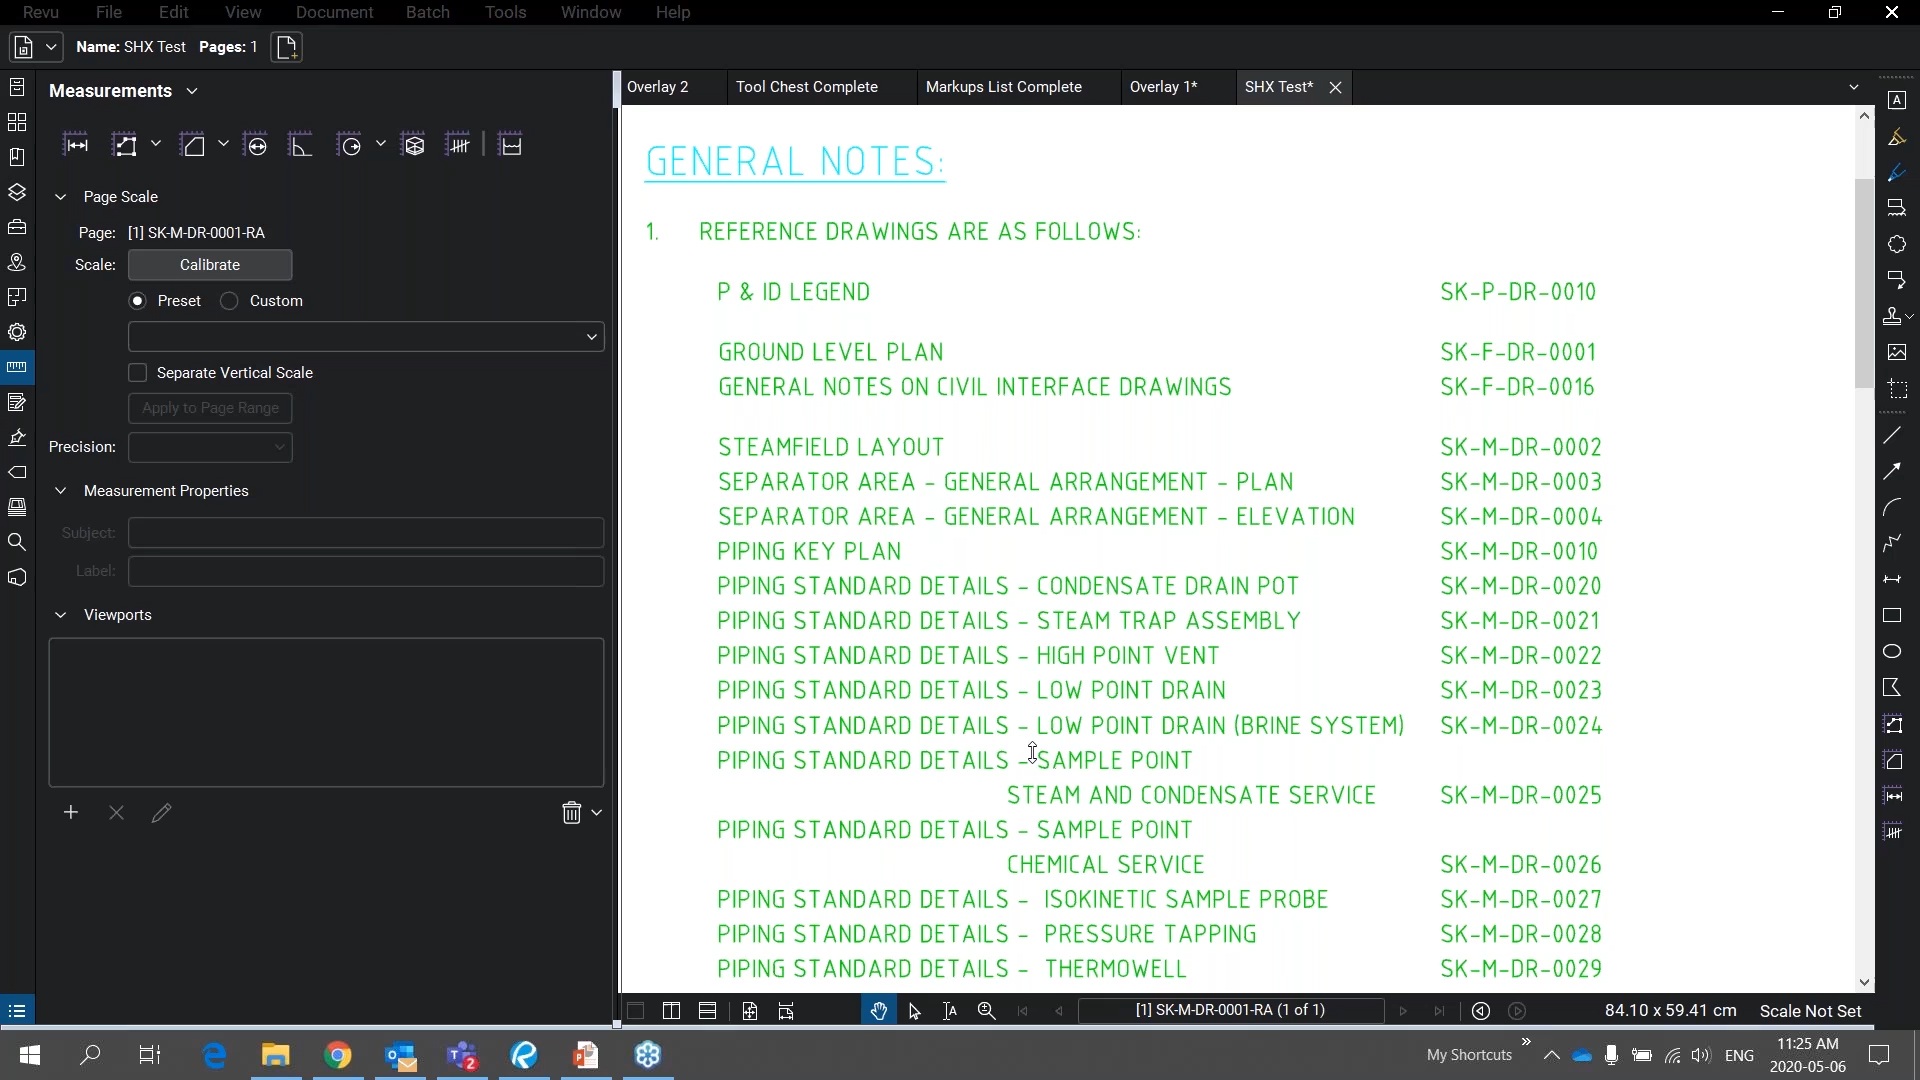 Revu File Edit View Document Batch Tools Window Help
Name: SHX Test Pages: 1
Measurements
Overlay 2 Tool Chest Complete Markups List Complete Overlay 1* SHX Test*
Page Scale
Page: [1] SK-M-DR-0001-RA
Scale: Calibrate
Preset Custom
Separate Vertical Scale
Apply to Page Range
Precision:
Measurement Properties
Subject:
Label:
Viewports
GENERAL NOTES:
1. REFERENCE DRAWINGS ARE AS FOLLOWS:
P & ID LEGEND SK-P-DR-0010
GROUND LEVEL PLAN SK-F-DR-0001
GENERAL NOTES ON CIVIL INTERFACE DRAWINGS SK-F-DR-0016
STEAMFIELD LAYOUT SK-M-DR-0002
SEPARATOR AREA - GENERAL ARRANGEMENT - PLAN SK-M-DR-0003
SEPARATOR AREA - GENERAL ARRANGEMENT - ELEVATION SK-M-DR-0004
PIPING KEY PLAN SK-M-DR-0010
PIPING STANDARD DETAILS - CONDENSATE DRAIN POT SK-M-DR-0020
PIPING STANDARD DETAILS - STEAM TRAP ASSEMBLY SK-M-DR-0021
PIPING STANDARD DETAILS - HIGH POINT VENT SK-M-DR-0022
PIPING STANDARD DETAILS - LOW POINT DRAIN SK-M-DR-0023
PIPING STANDARD DETAILS - LOW POINT DRAIN (BRINE SYSTEM) SK-M-DR-0024
PIPING STANDARD DETAILS - SAMPLE POINT
STEAM AND CONDENSATE SERVICE SK-M-DR-0025
PIPING STANDARD DETAILS - SAMPLE POINT
CHEMICAL SERVICE SK-M-DR-0026
PIPING STANDARD DETAILS - ISOKINETIC SAMPLE PROBE SK-M-DR-0027
PIPING STANDARD DETAILS - PRESSURE TAPPING SK-M-DR-0028
PIPING STANDARD DETAILS - THERMOWELL SK-M-DR-0029
[1] SK-M-DR-0001-RA (1 of 1) 84.10 x 59.41 cm Scale Not Set
My Shortcuts » ENG 11:25 AM
2020-05-06